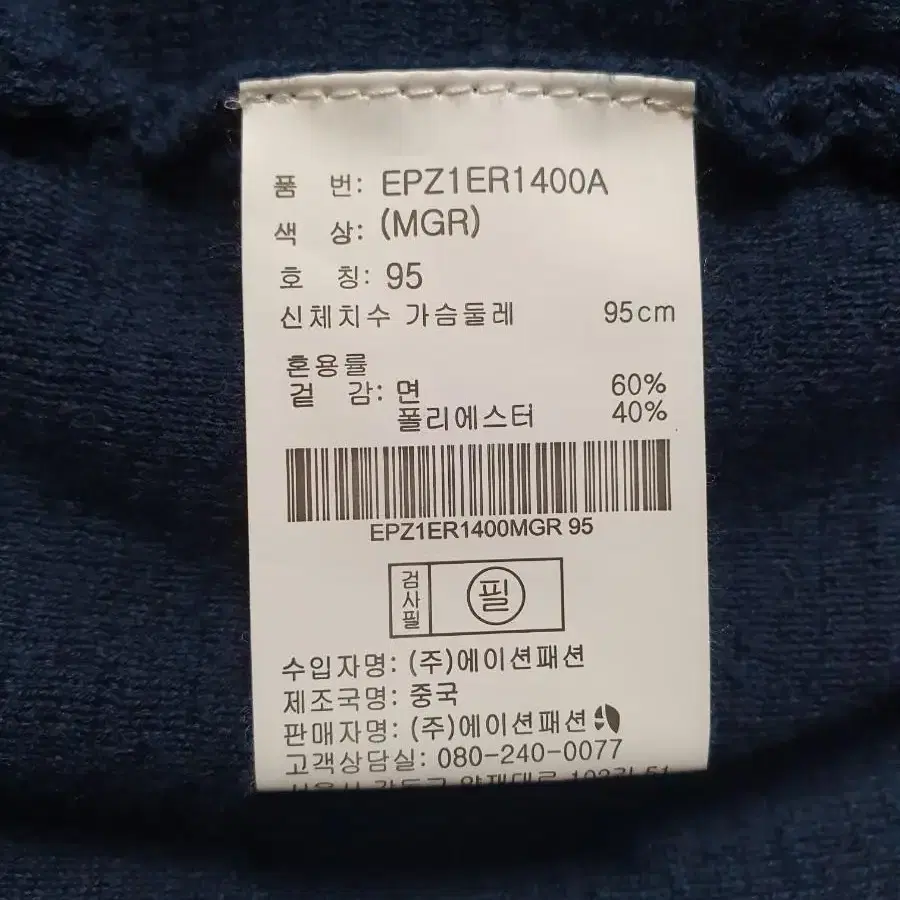 품 번: EPZ1ER1400A
색 상: (MGR)
호 칭: 95
신체치수 가슴둘레 95cm
혼용률
겉 감: 면 60%
폴리에스터 40%
EPZ1ER1400MGR 95
검사필 필
수입자명: (주)에이션패션
제조국명: 중국
판매자명: (주)에이션패션
고객상담실: 080-240-0077